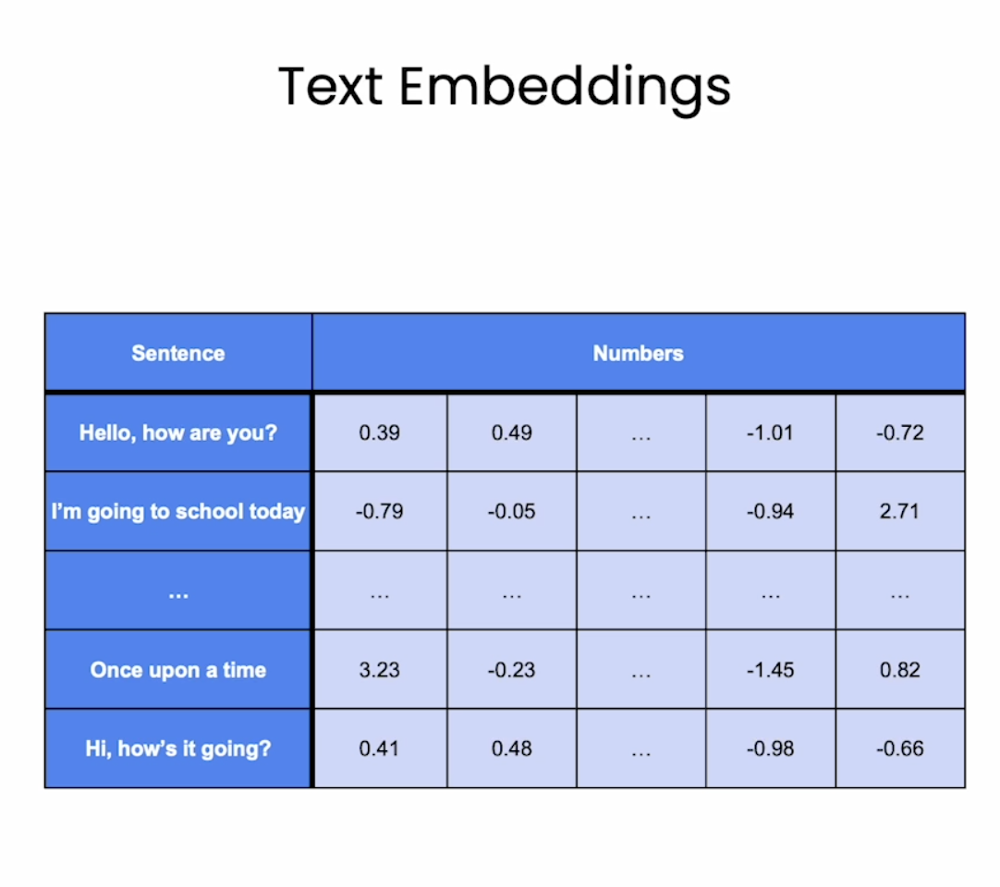 Text Embeddings
Sentence Numbers
Hello, how are you? 0.39 0.49 ... -1.01 -0.72
I’m going to school today -0.79 -0.05 ... -0.94 2.71
... ... ... ... ... ...
Once upon a time 3.23 -0.23 ... -1.45 0.82
Hi, how’s it going? 0.41 0.48 ... -0.98 -0.66